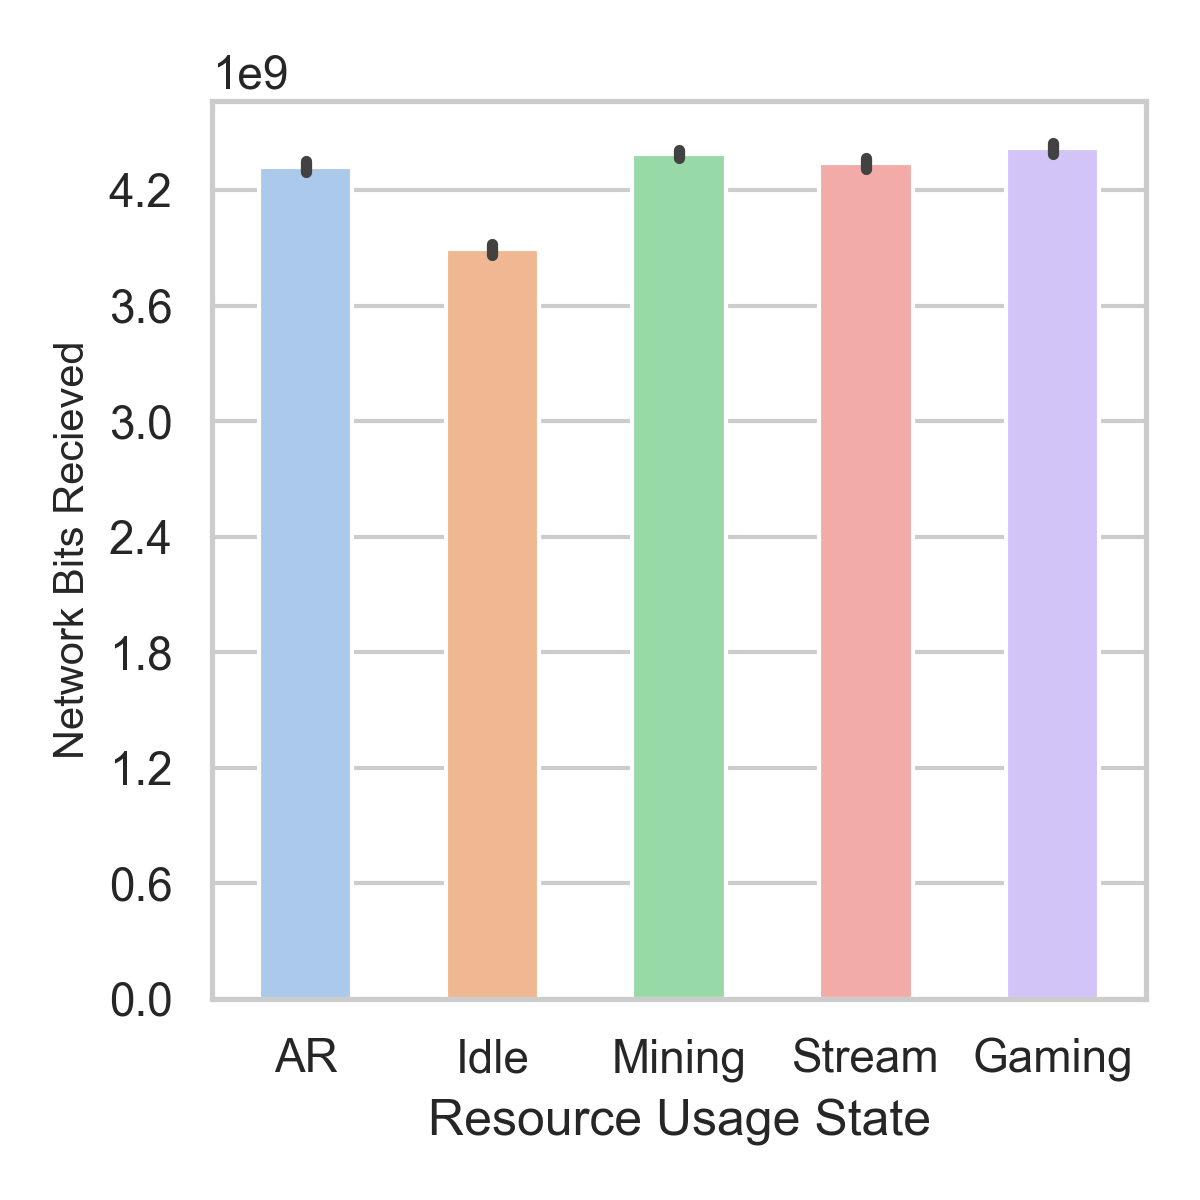 1e9
4.2
3.6
3.0
2.4
1.8
1.2
0.6
0.0
Network Bits Recieved
AR Idle Mining Stream Gaming
Resource Usage State